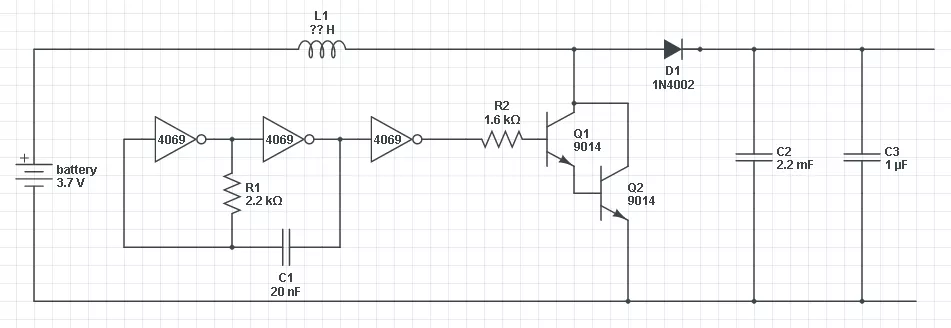 L1
?? H
D1
1N4002
R2
1.6 kΩ
4069
4069
4069
Q1
9014
+
battery
3.7 V
R1
2.2 kΩ
Q2
9014
C2
2.2 mF
C3
1 µF
C1
20 nF